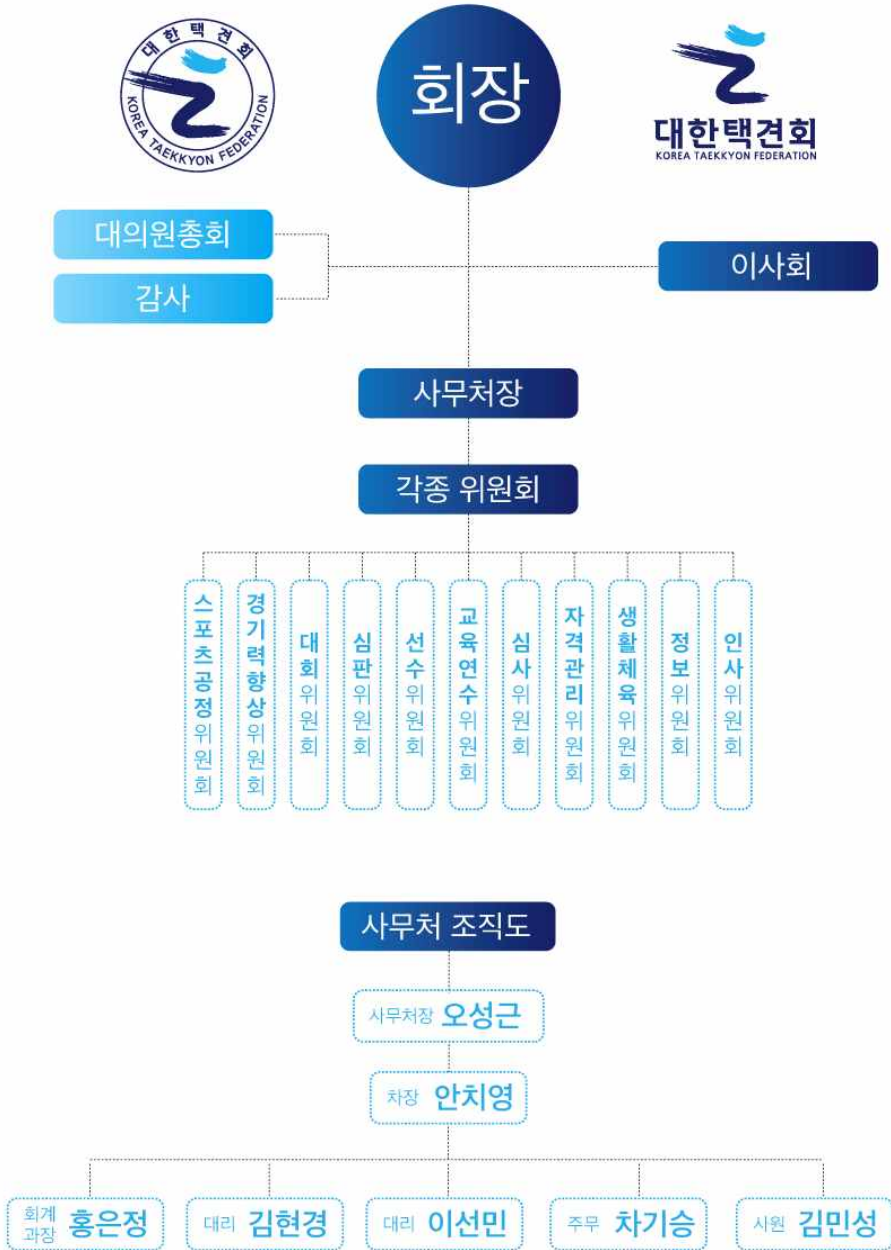 대한택견회
KOREA TAEKKYON FEDERATION
회장
대한택견회
KOREA TAEKKYON FEDERATION
대의원총회
감사
이사회
사무처장
각종 위원회
스포츠공정위원회
경기력향상위원회
대회위원회
심판위원회
선수위원회
교육연수위원회
심사위원회
자격관리위원회
생활체육위원회
정보위원회
인사위원회
사무처 조직도
사무처장 오성근
차장 안치영
회계과장 홍은정
대리 김현경
대리 이선민
주무 차기승
사원 김민성